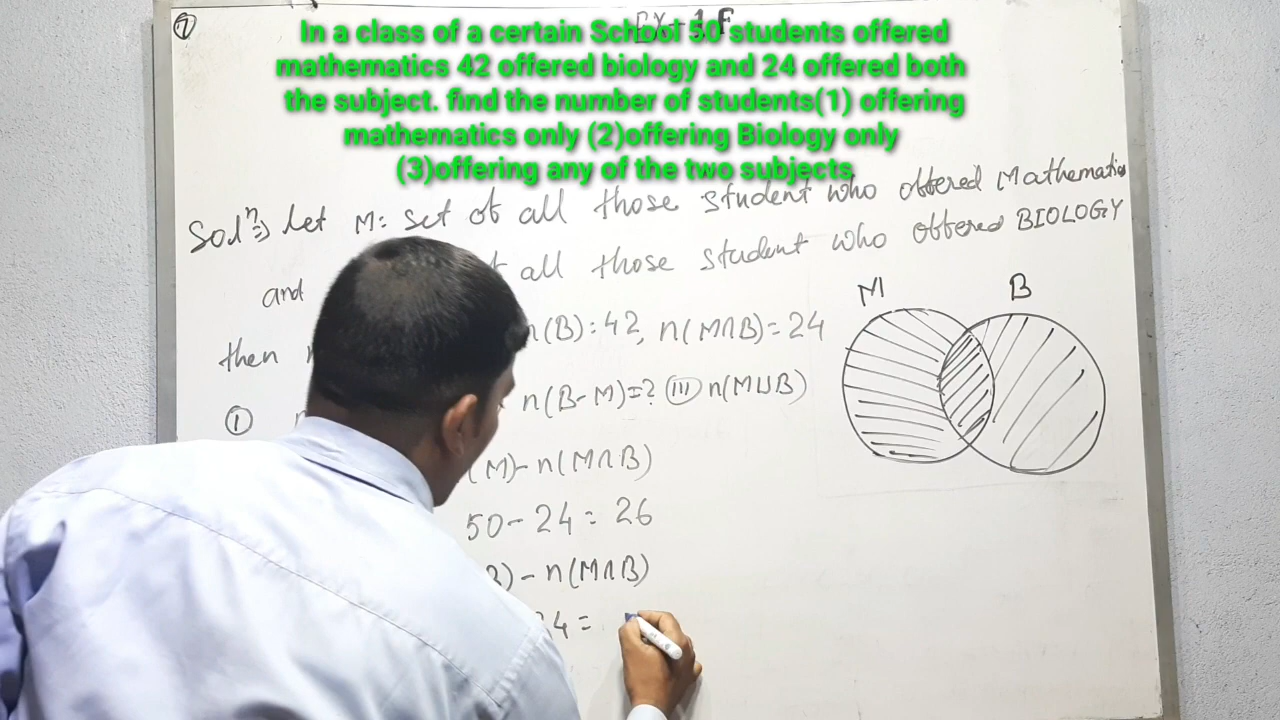 7
EX-1F
In a class of a certain School 50 students offered
mathematics 42 offered biology and 24 offered both
the subject. find the number of students(1) offering
mathematics only (2)offering Biology only
(3)offering any of the two subjects
Solⁿ⇒ let M: set of all those student who offered Mathematics
and all those student who offered BIOLOGY
M B
then n(B):42, n(M∩B)=24
i n(B-M)=? III n(M∪B)
(M)-n(M∩B)
50-24= 26
B)-n(M∩B)
24=